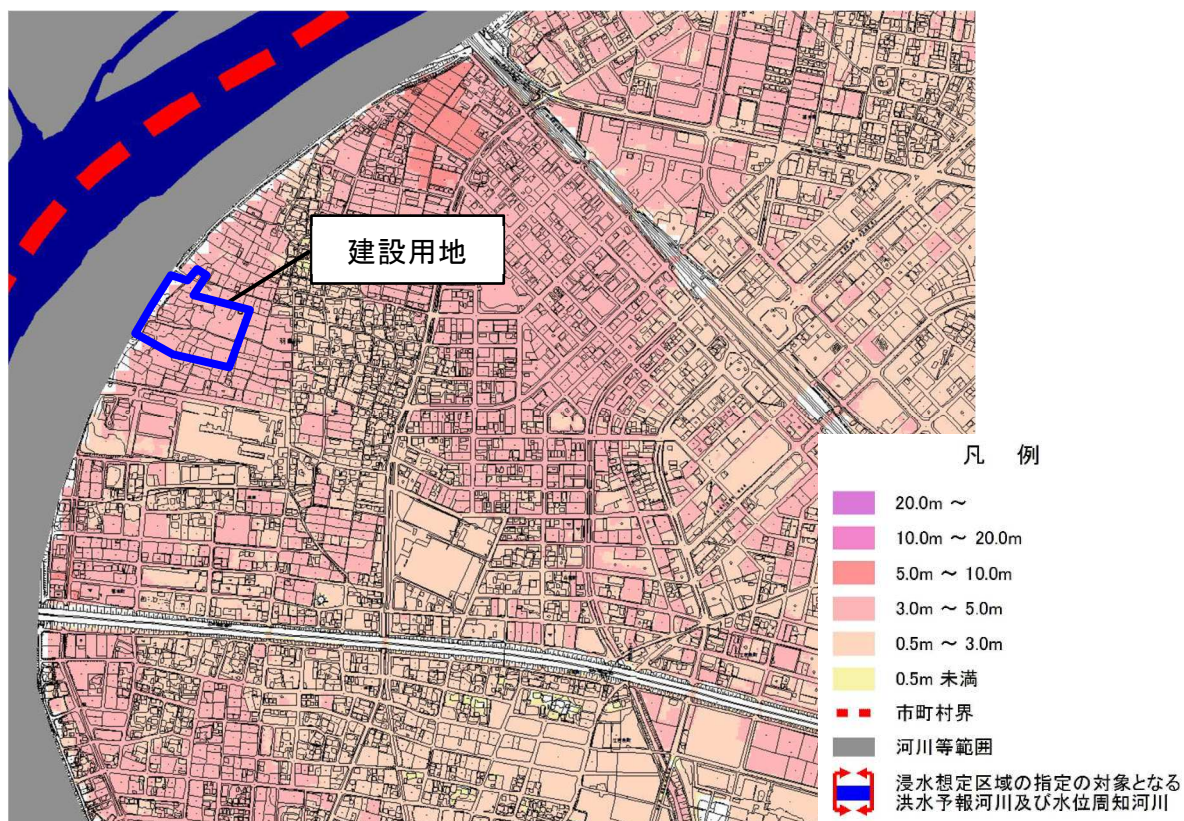 建設用地
凡 例
20.0m ～
10.0m ～ 20.0m
5.0m ～ 10.0m
3.0m ～ 5.0m
0.5m ～ 3.0m
0.5m 未満
市町村界
河川等範囲
浸水想定区域の指定の対象となる
洪水予報河川及び水位周知河川